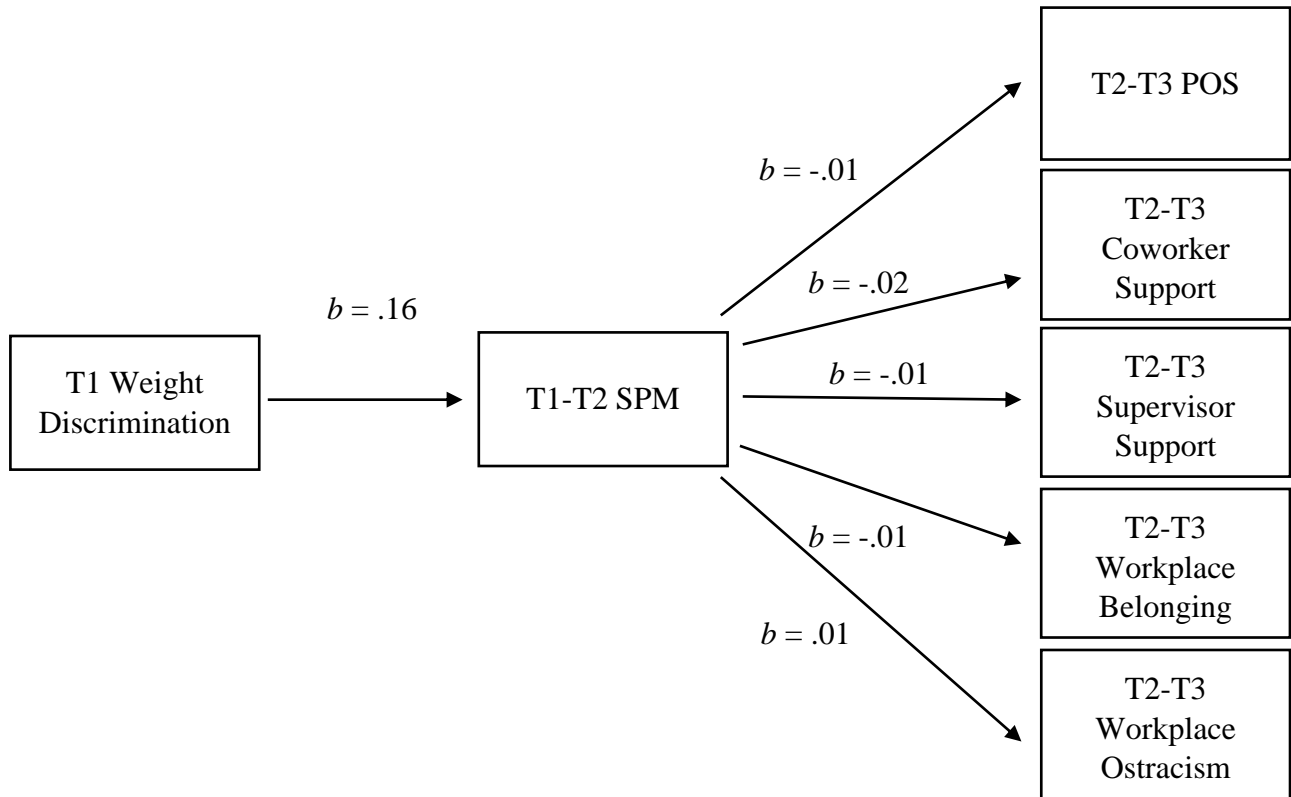 T2-T3 POS
b = -.01
T2-T3
Coworker
Support
b = -.02
b = .16
T1 Weight
Discrimination
T1-T2 SPM
b = -.01
T2-T3
Supervisor
Support
b = -.01
T2-T3
Workplace
Belonging
b = .01
T2-T3
Workplace
Ostracism